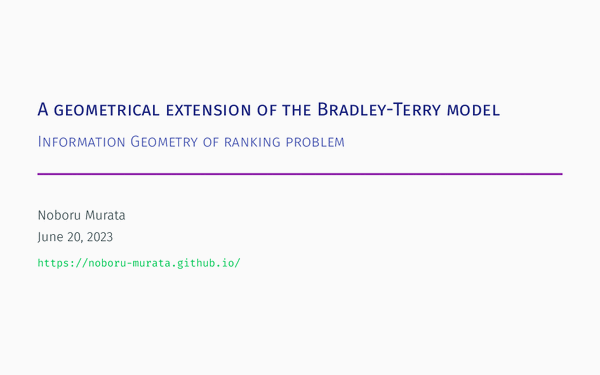 A geometrical extension of the Bradley-Terry model
Information Geometry of ranking problem
Noboru Murata
June 20, 2023
https://noboru-murata.github.io/